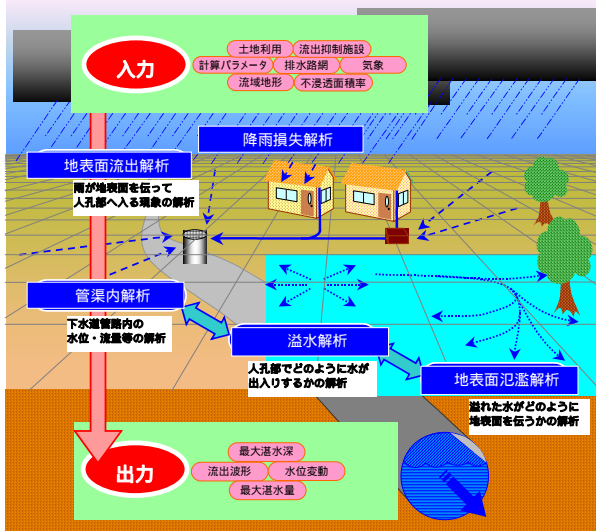 入力
土地利用 流出抑制施設
計算パラメータ 排水路網 気象
流域地形 不浸透面積率
降雨損失解析
地表面流出解析
雨が地表面を伝って
人孔部へ入る現象の解析
管渠内解析
下水道管路内の
水位・流量等の解析
溢水解析
人孔部でどのように水が
出入りするかの解析
地表面氾濫解析
溢れた水がどのように
地表面を伝うかの解析
出力
最大湛水深
流出波形 水位変動
最大湛水量